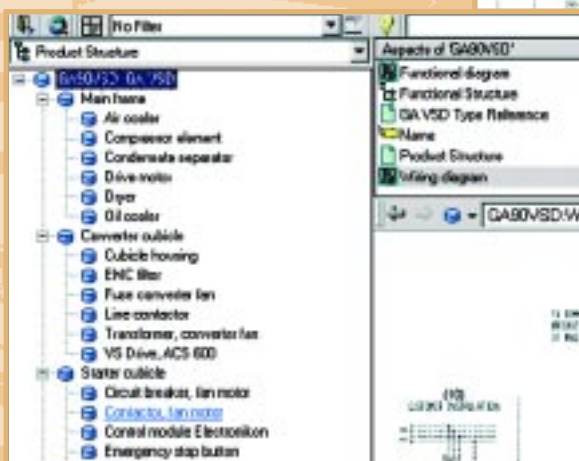 No Filter
Product Structure
Aspects of 'GA90VSD'
GA90VSD, GA VSD
Main frame
Air cooler
Compressor element
Condensate separator
Drive motor
Dryer
Oil cooler
Converter cubicle
Cubicle housing
EMC filter
Fuse converter fan
Line contactor
Transformer, converter fan
VS Drive, ACS 600
Starter cubicle
Circuit breaker, fan motor
Contactor, fan motor
Control module Elektronikon
Emergency stop button
Functional diagram
Functional Structure
GA VSD Type Reference
Name
Product Structure
Wiring diagram
GA90VSD:W